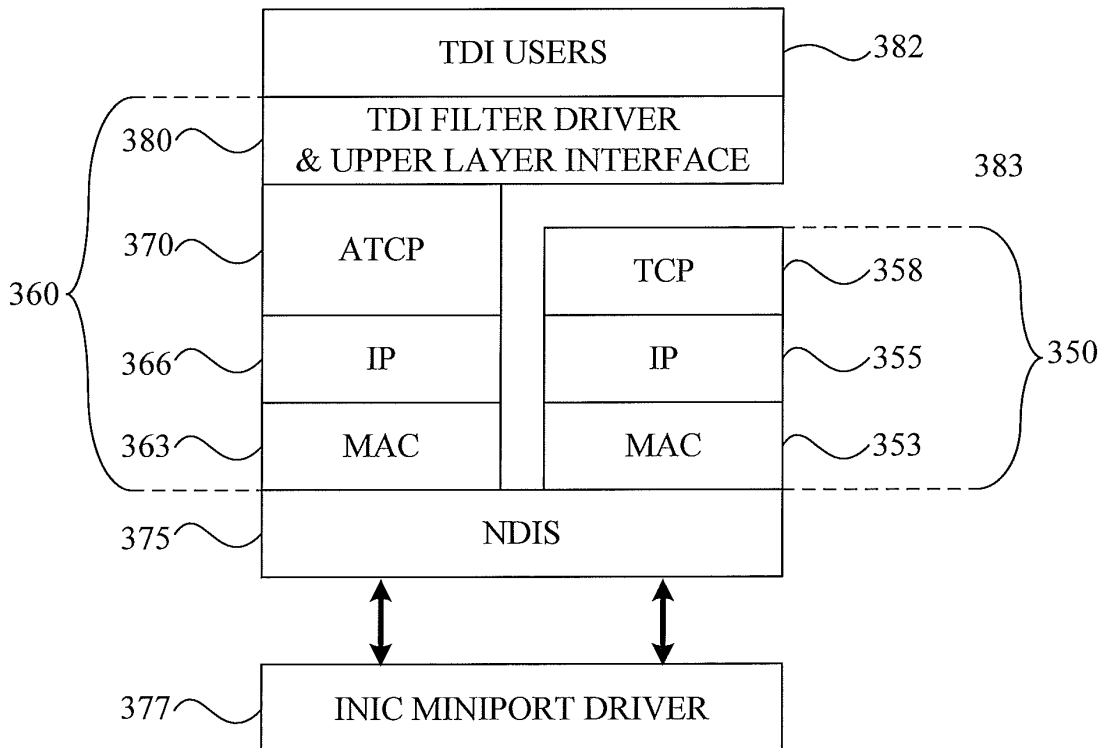 TDI USERS
382
380
TDI FILTER DRIVER
& UPPER LAYER INTERFACE
383
370
ATCP
TCP
358
360
366
IP
IP
355
350
363
MAC
MAC
353
375
NDIS
377
INIC MINIPORT DRIVER